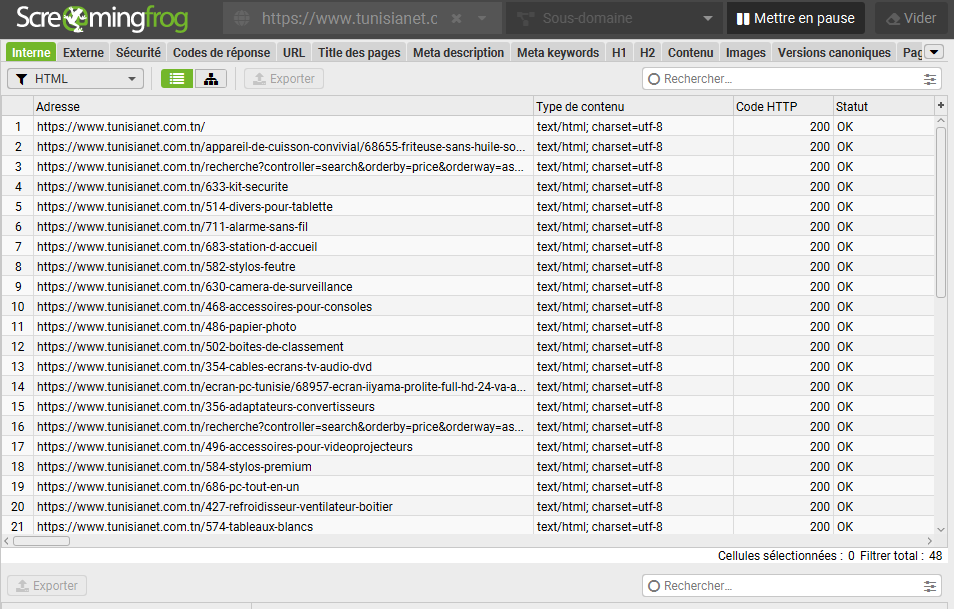 Screamingfrog https://www.tunisianet.c Sous-domaine Mettre en pause Vider
Interne Externe Sécurité Codes de réponse URL Titre des pages Meta description Meta keywords H1 H2 Contenu Images Versions canoniques Pag
HTML Exporter Rechercher...
Adresse Type de contenu Code HTTP Statut +
1 https://www.tunisianet.com.tn/ text/html; charset=utf-8 200 OK
2 https://www.tunisianet.com.tn/appareil-de-cuisson-convivial/68655-friteuse-sans-huile-so... text/html; charset=utf-8 200 OK
3 https://www.tunisianet.com.tn/recherche?controller=search&orderby=price&orderway=as... text/html; charset=utf-8 200 OK
4 https://www.tunisianet.com.tn/633-kit-securite text/html; charset=utf-8 200 OK
5 https://www.tunisianet.com.tn/514-divers-pour-tablette text/html; charset=utf-8 200 OK
6 https://www.tunisianet.com.tn/711-alarme-sans-fil text/html; charset=utf-8 200 OK
7 https://www.tunisianet.com.tn/683-station-d-accueil text/html; charset=utf-8 200 OK
8 https://www.tunisianet.com.tn/582-stylos-feutre text/html; charset=utf-8 200 OK
9 https://www.tunisianet.com.tn/630-camera-de-surveillance text/html; charset=utf-8 200 OK
10 https://www.tunisianet.com.tn/468-accessoires-pour-consoles text/html; charset=utf-8 200 OK
11 https://www.tunisianet.com.tn/486-papier-photo text/html; charset=utf-8 200 OK
12 https://www.tunisianet.com.tn/502-boites-de-classement text/html; charset=utf-8 200 OK
13 https://www.tunisianet.com.tn/354-cables-ecrans-tv-audio-dvd text/html; charset=utf-8 200 OK
14 https://www.tunisianet.com.tn/ecran-pc-tunisie/68957-ecran-iiyama-prolite-full-hd-24-va-a... text/html; charset=utf-8 200 OK
15 https://www.tunisianet.com.tn/356-adaptateurs-convertisseurs text/html; charset=utf-8 200 OK
16 https://www.tunisianet.com.tn/recherche?controller=search&orderby=price&orderway=as... text/html; charset=utf-8 200 OK
17 https://www.tunisianet.com.tn/496-accessoires-pour-videoprojecteurs text/html; charset=utf-8 200 OK
18 https://www.tunisianet.com.tn/584-stylos-premium text/html; charset=utf-8 200 OK
19 https://www.tunisianet.com.tn/686-pc-tout-en-un text/html; charset=utf-8 200 OK
20 https://www.tunisianet.com.tn/427-refroidisseur-ventilateur-boitier text/html; charset=utf-8 200 OK
21 https://www.tunisianet.com.tn/574-tableaux-blancs text/html; charset=utf-8 200 OK
Cellules sélectionnées : 0 Filtrer total : 48
Exporter Rechercher...